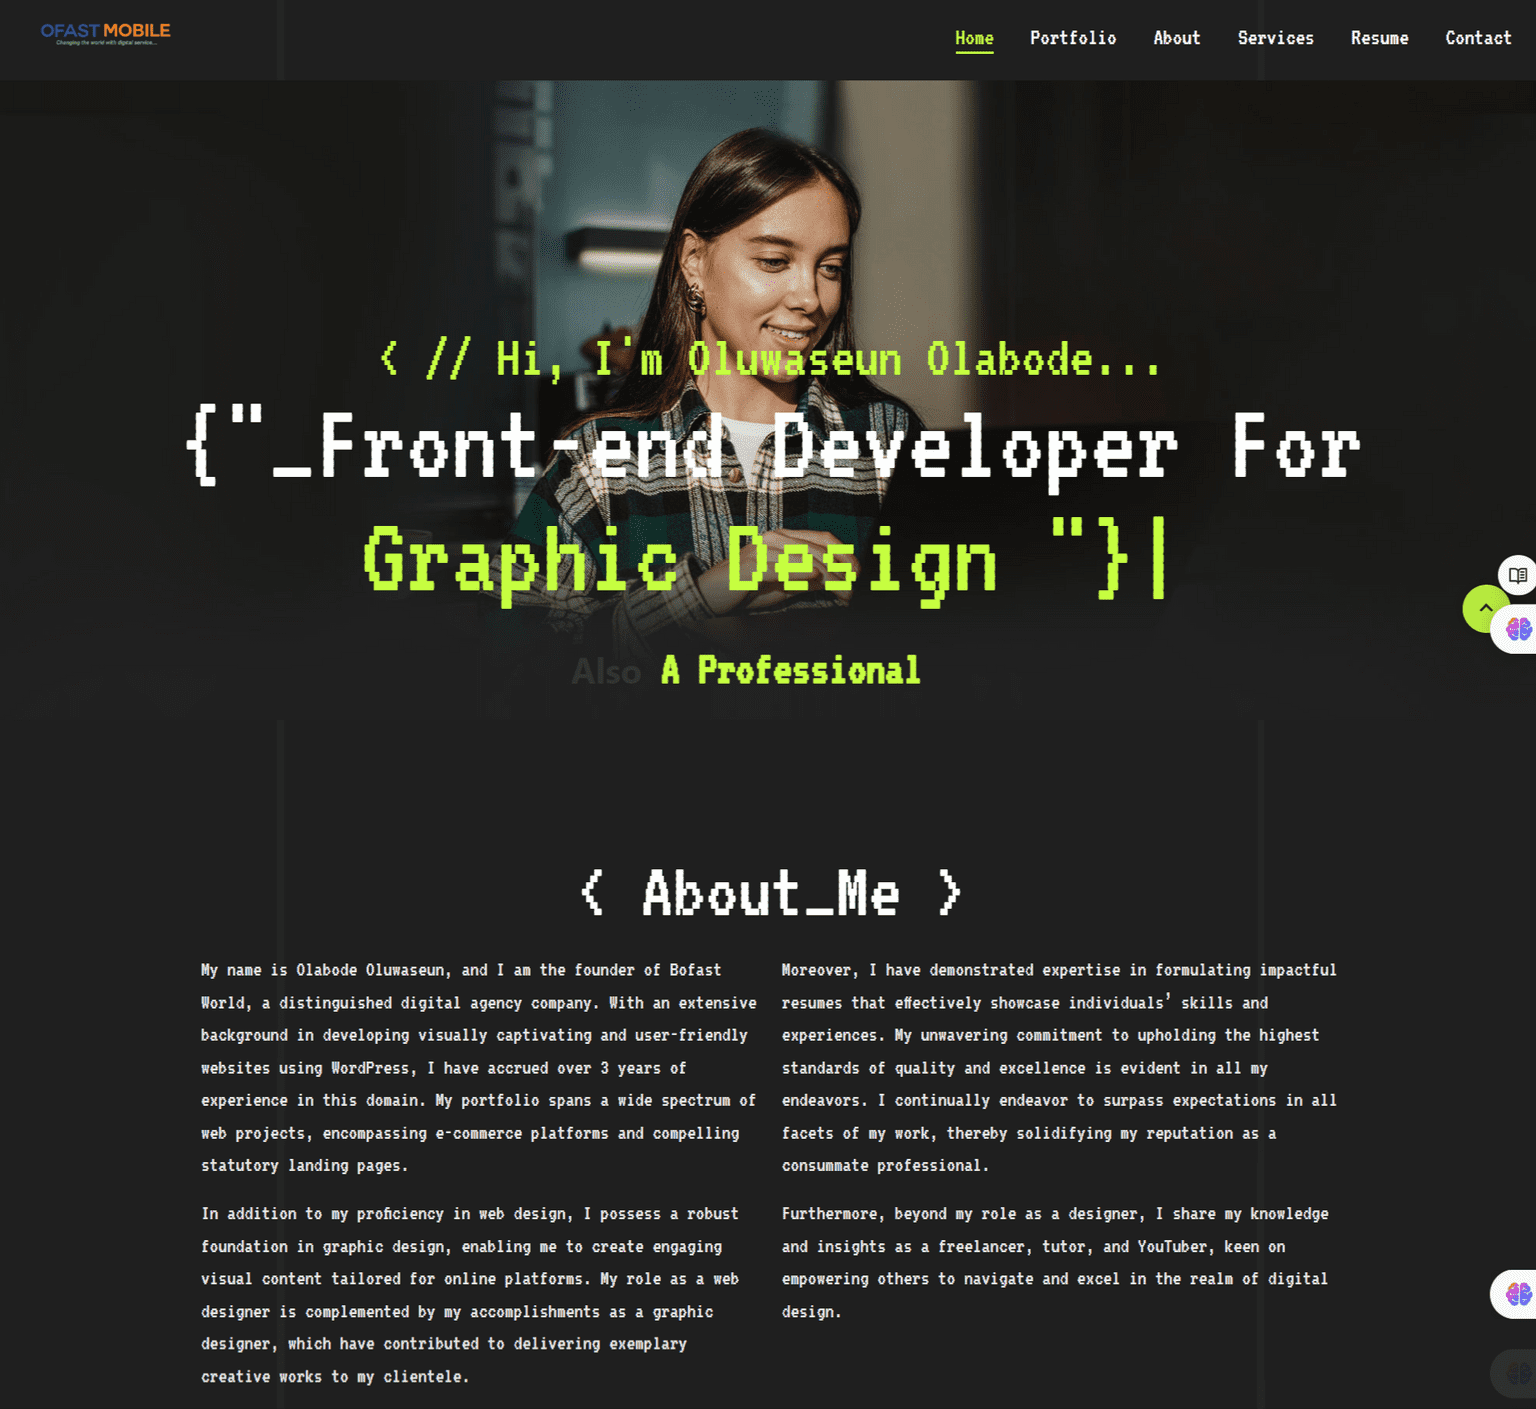 OFAST MOBILE
Changing the world with digital service...
Home Portfolio About Services Resume Contact
< // Hi, I'm Oluwaseun Olabode...
{"_Front-end Developer For
Graphic Design "}|
Also A Professional
< About_Me >
My name is Olabode Oluwaseun, and I am the founder of Bofast
World, a distinguished digital agency company. With an extensive
background in developing visually captivating and user-friendly
websites using WordPress, I have accrued over 3 years of
experience in this domain. My portfolio spans a wide spectrum of
web projects, encompassing e-commerce platforms and compelling
statutory landing pages.
In addition to my proficiency in web design, I possess a robust
foundation in graphic design, enabling me to create engaging
visual content tailored for online platforms. My role as a web
designer is complemented by my accomplishments as a graphic
designer, which have contributed to delivering exemplary
creative works to my clientele.
Moreover, I have demonstrated expertise in formulating impactful
resumes that effectively showcase individuals’ skills and
experiences. My unwavering commitment to upholding the highest
standards of quality and excellence is evident in all my
endeavors. I continually endeavor to surpass expectations in all
facets of my work, thereby solidifying my reputation as a
consummate professional.
Furthermore, beyond my role as a designer, I share my knowledge
and insights as a freelancer, tutor, and YouTuber, keen on
empowering others to navigate and excel in the realm of digital
design.